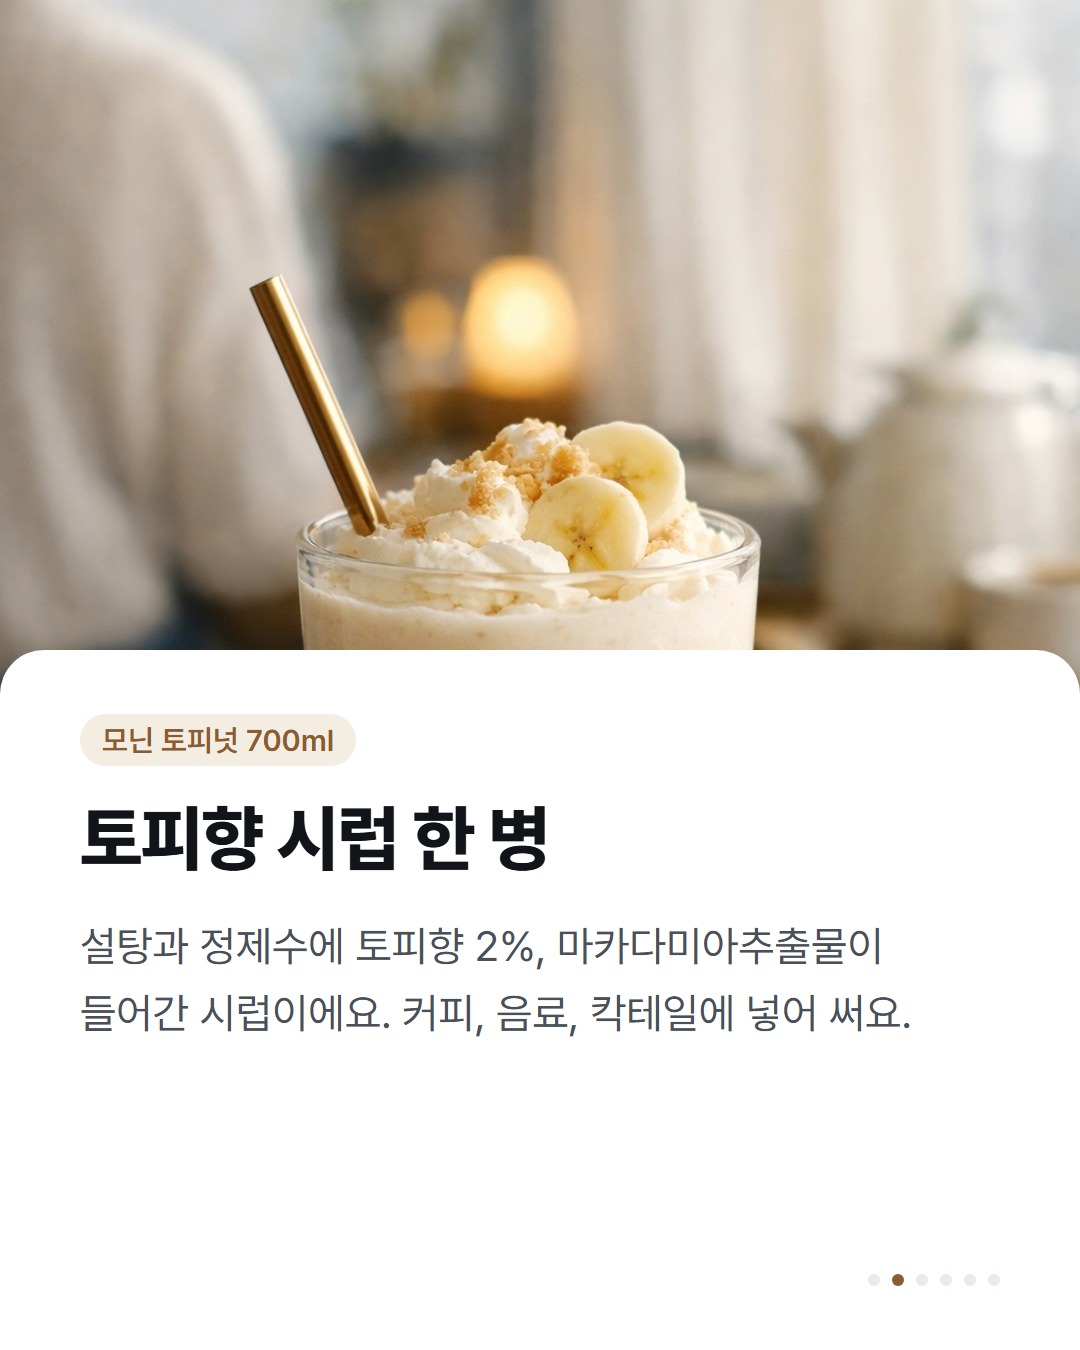 모닌 토피넛 700ml
토피향 시럽 한 병
설탕과 정제수에 토피향 2%, 마카다미아추출물이
들어간 시럽이에요. 커피, 음료, 칵테일에 넣어 써요.